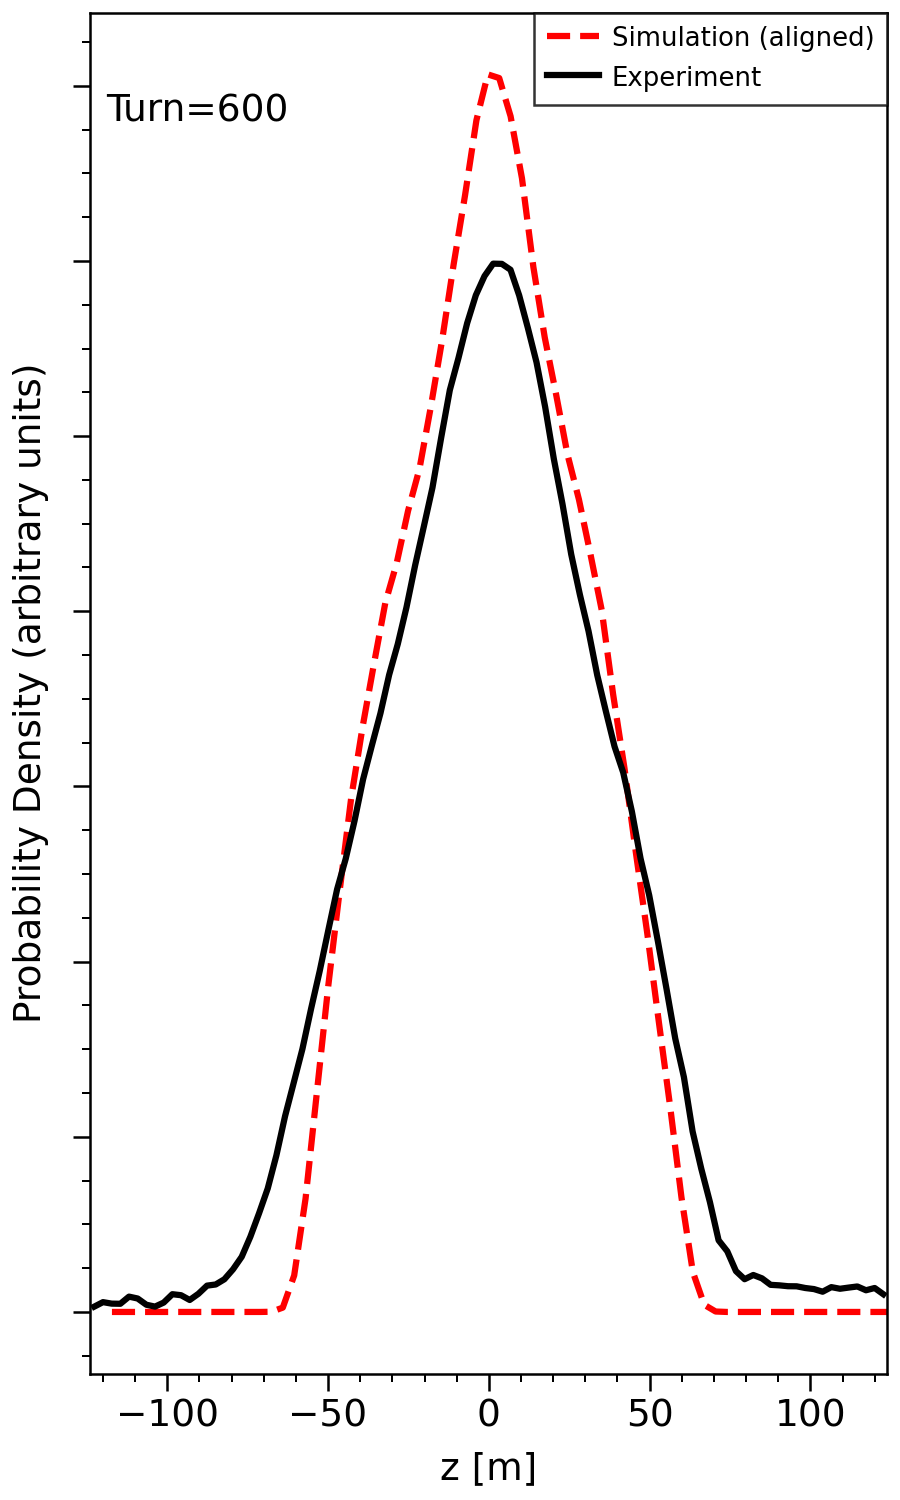 Simulation (aligned)
Experiment
Turn=600
Probability Density (arbitrary units)
−100 −50 0 50 100
z [m]